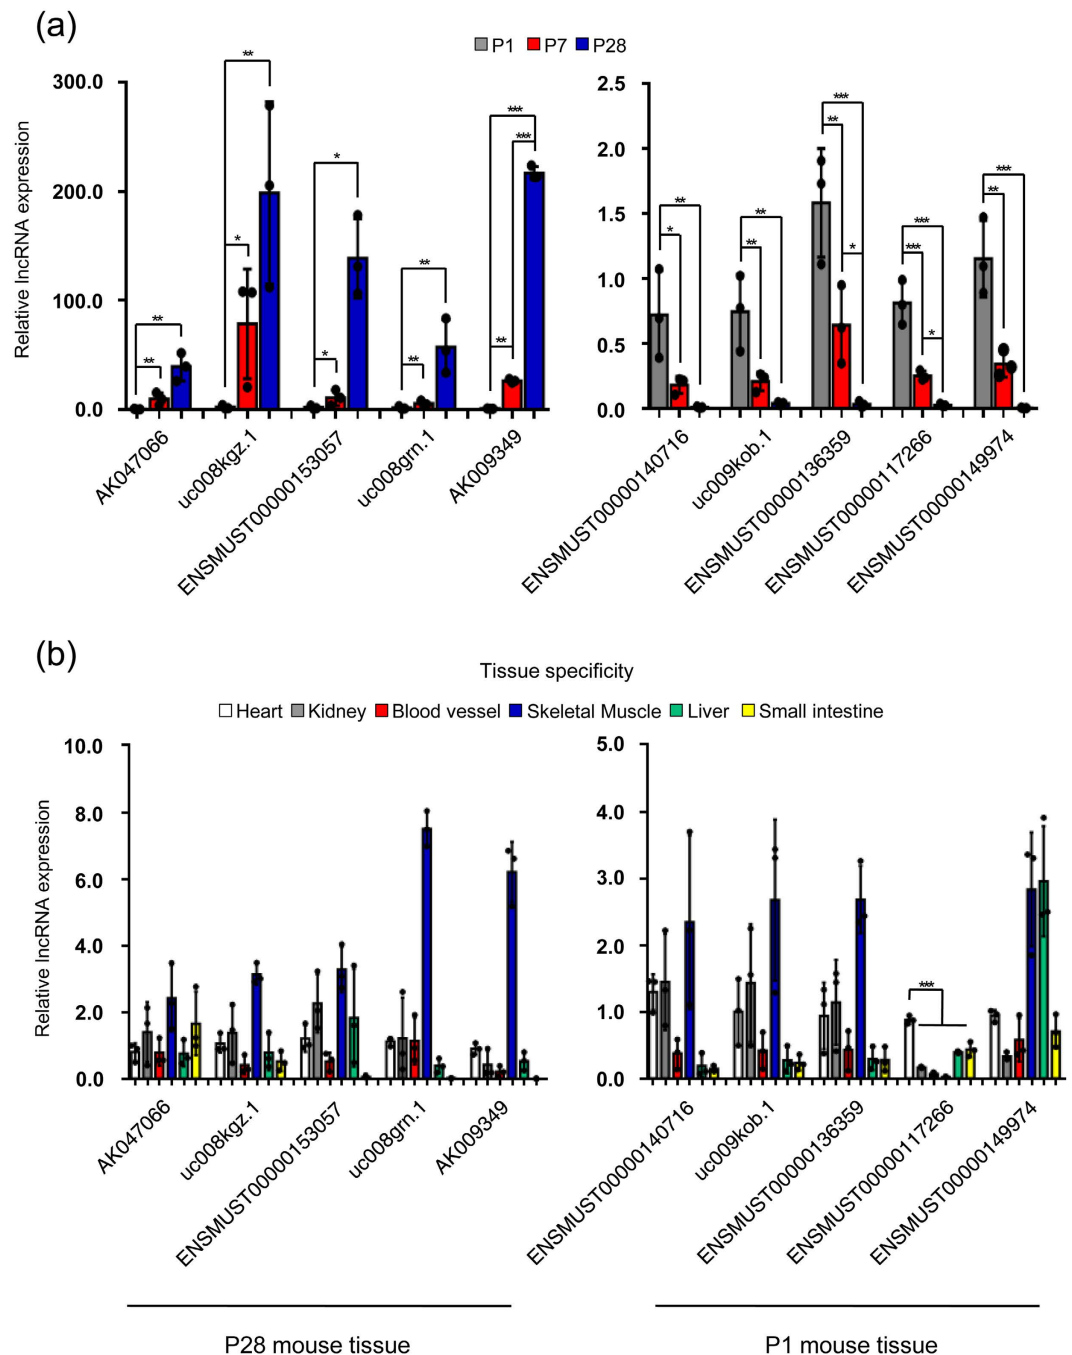 (a)
P1 P7 P28
Relative lncRNA expression
300.0
200.0
100.0
0.0
** * * ** *** ***
** * ** **
AK047066
uc008kgz.1
ENSMUST00000153057
uc008grn.1
AK009349
2.5
2.0
1.5
1.0
0.5
0.0
*** ** ** * ** ** * *** *** * *** **
ENSMUST00000140716
uc009kob.1
ENSMUST00000136359
ENSMUST00000117266
ENSMUST00000149974
(b)
Tissue specificity
Heart Kidney Blood vessel Skeletal Muscle Liver Small intestine
Relative lncRNA expression
10.0
8.0
6.0
4.0
2.0
0.0
AK047066
uc008kgz.1
ENSMUST00000153057
uc008grn.1
AK009349
5.0
4.0
3.0
2.0
1.0
0.0
***
ENSMUST00000140716
uc009kob.1
ENSMUST00000136359
ENSMUST00000117266
ENSMUST00000149974
P28 mouse tissue
P1 mouse tissue